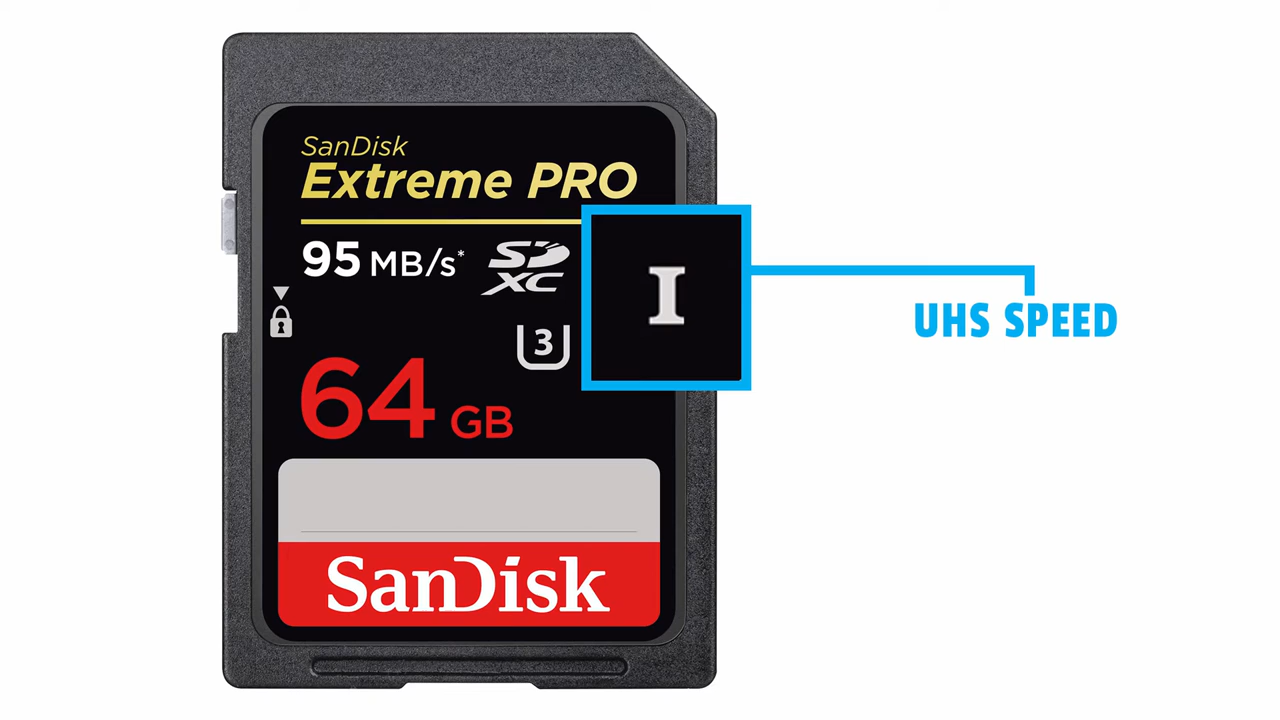 SanDisk
Extreme PRO
95 MB/s*
SD XC
I
UHS SPEED
3
64 GB
SanDisk